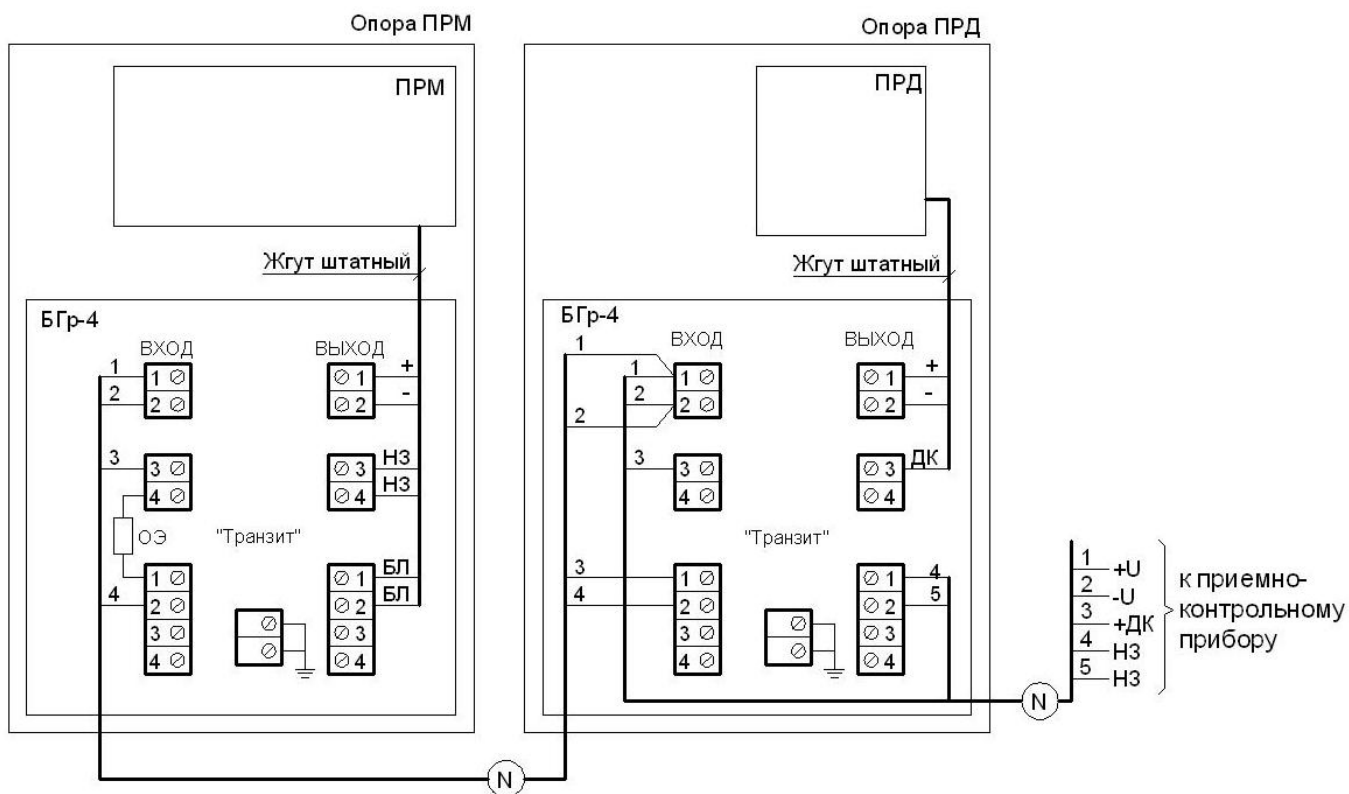 Опора ПРМ
ПРМ
Жгут штатный
БГр-4
ВХОД
ВЫХОД
1
1
2
2
1
+
2
-
3
3
4
3
НЗ
4
НЗ
ОЭ
"Транзит"
1
4
2
3
4
1
БЛ
2
БЛ
3
4
N
Опора ПРД
ПРД
Жгут штатный
БГр-4
1
ВХОД
ВЫХОД
1
1
2
2
2
1
+
2
-
3
3
4
3
ДК
4
"Транзит"
3
1
4
2
3
4
1
4
2
5
3
4
N
1 +U
2 -U
3 +ДК
4 НЗ
5 НЗ
к приемно-
контрольному
прибору